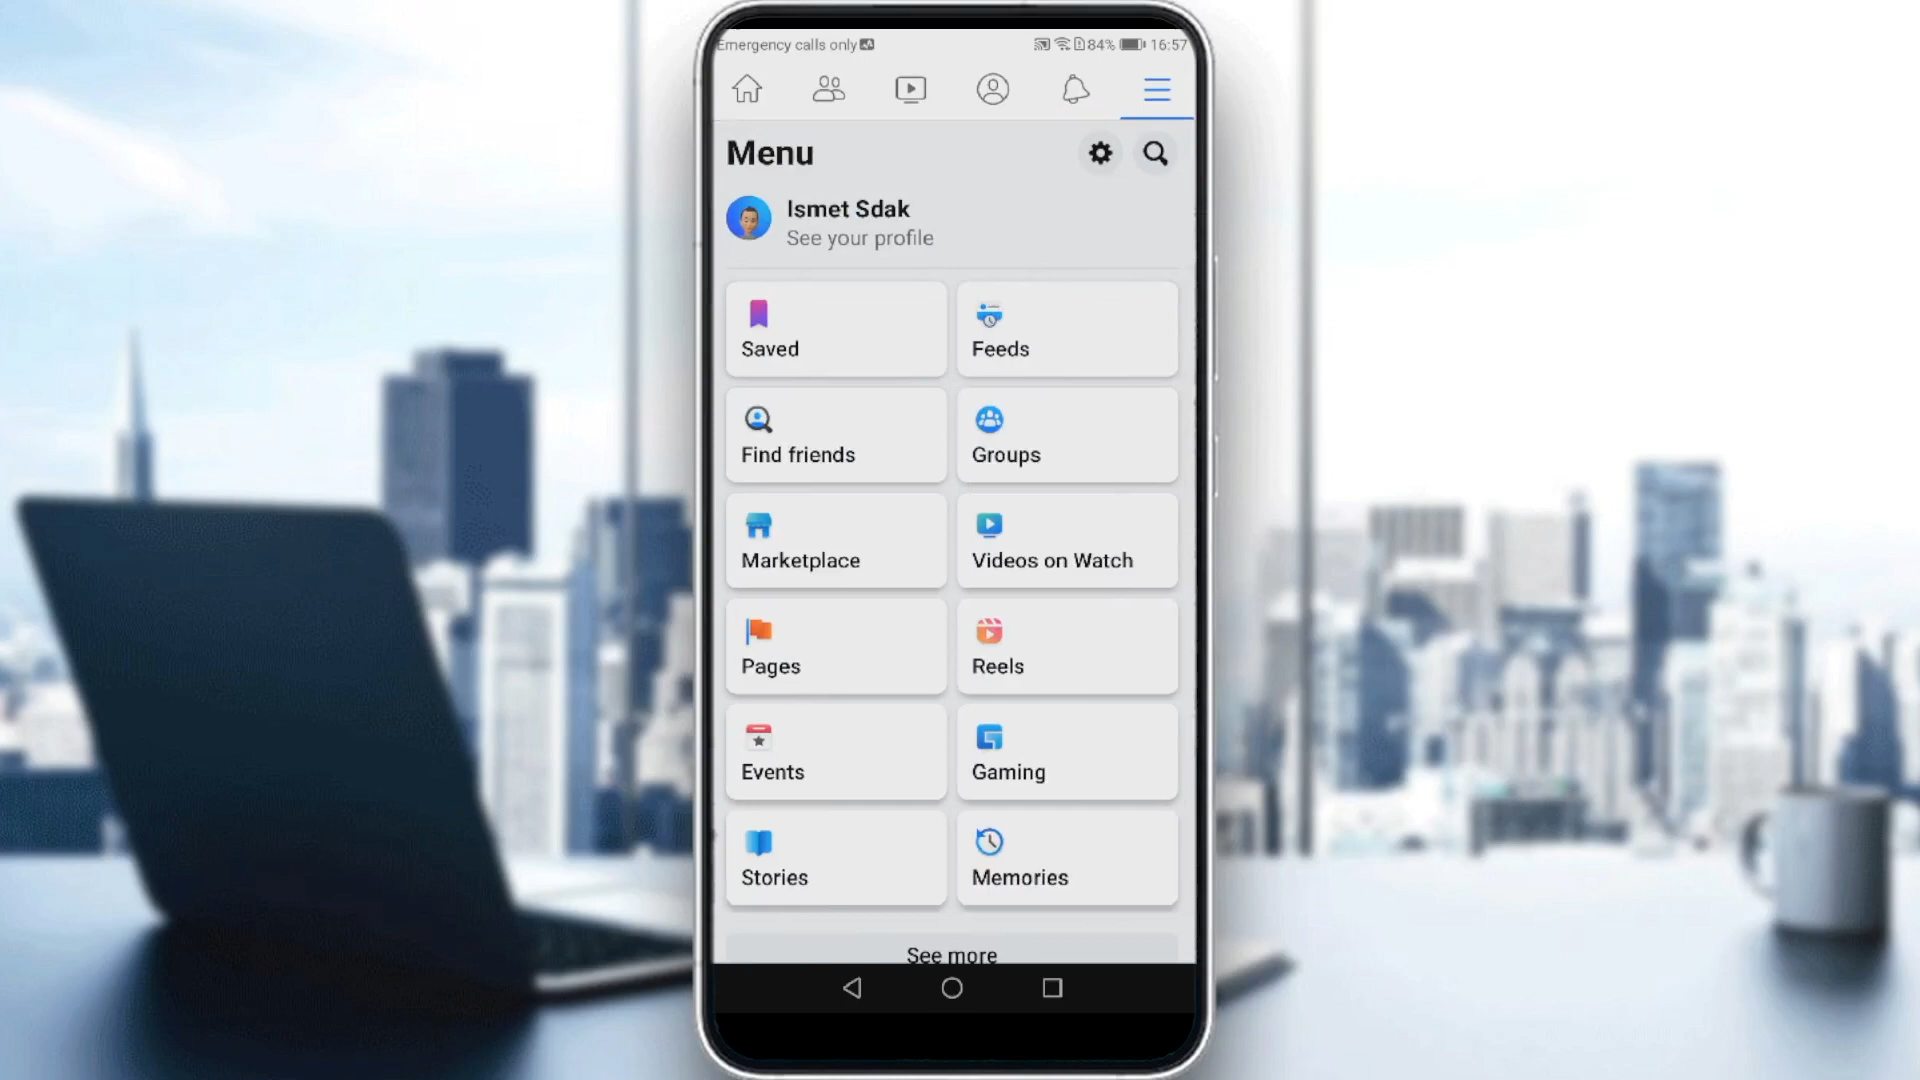 Emergency calls only 84% 16:57
Menu
Ismet Sdak
See your profile
Saved
Feeds
Find friends
Groups
Marketplace
Videos on Watch
Pages
Reels
Events
Gaming
Stories
Memories
See more